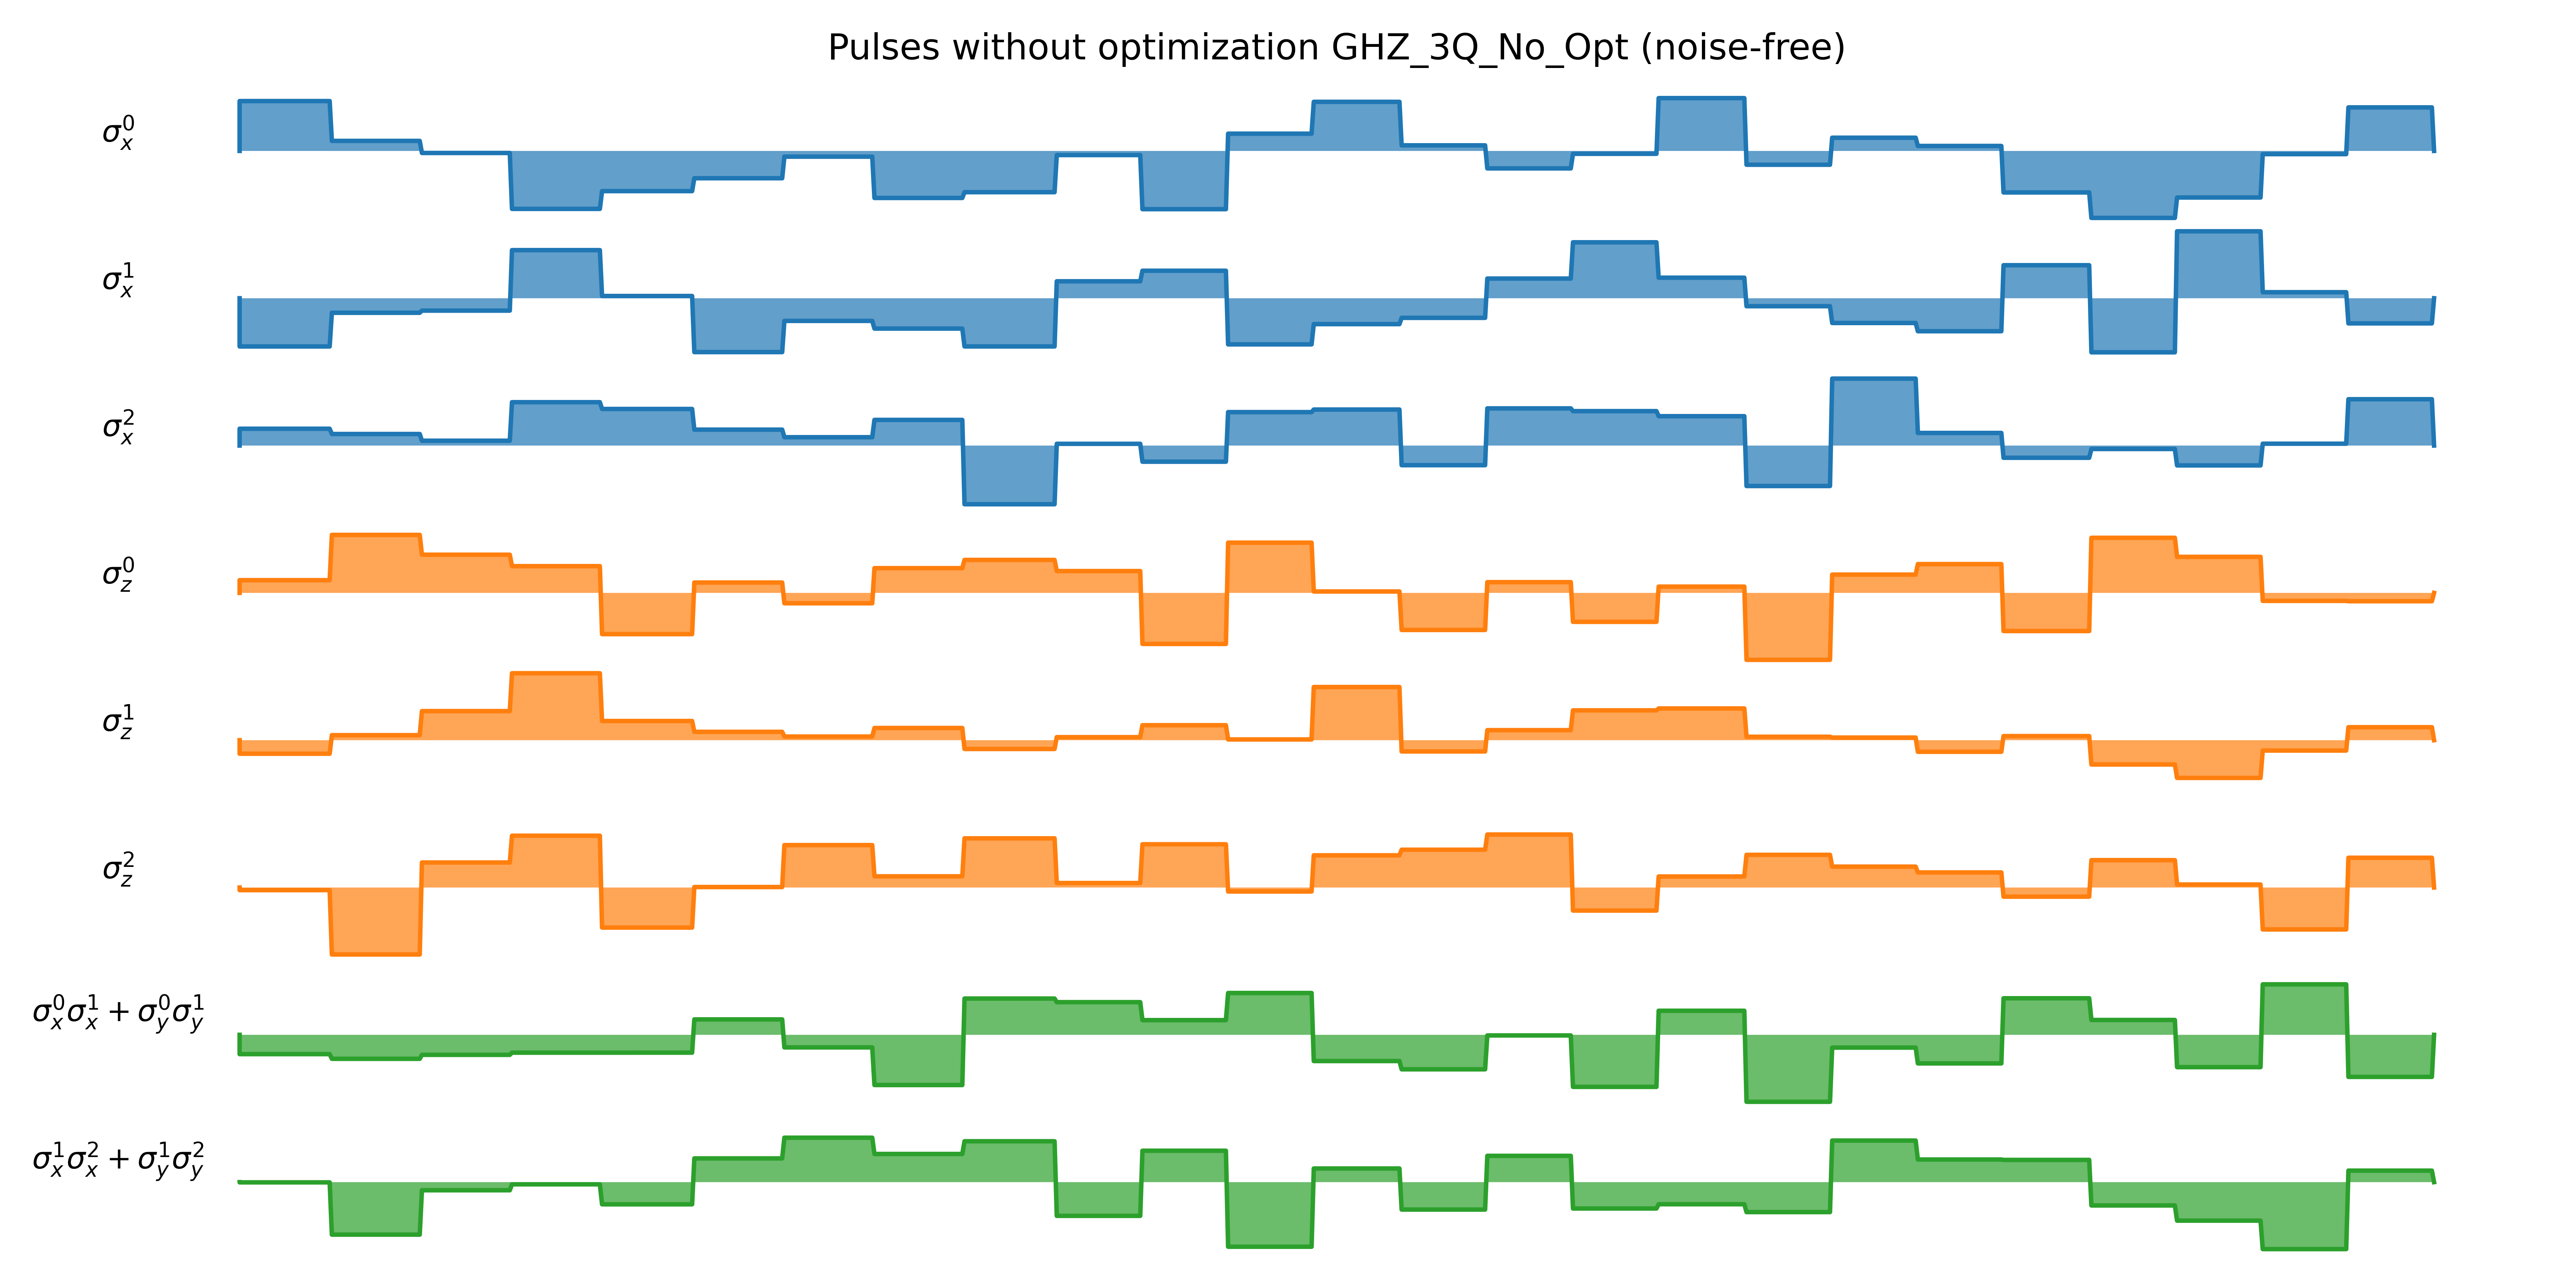 Pulses without optimization GHZ_3Q_No_Opt (noise-free)
σ_x^0
σ_x^1
σ_x^2
σ_z^0
σ_z^1
σ_z^2
σ_x^0σ_x^1 + σ_y^0σ_y^1
σ_x^1σ_x^2 + σ_y^1σ_y^2